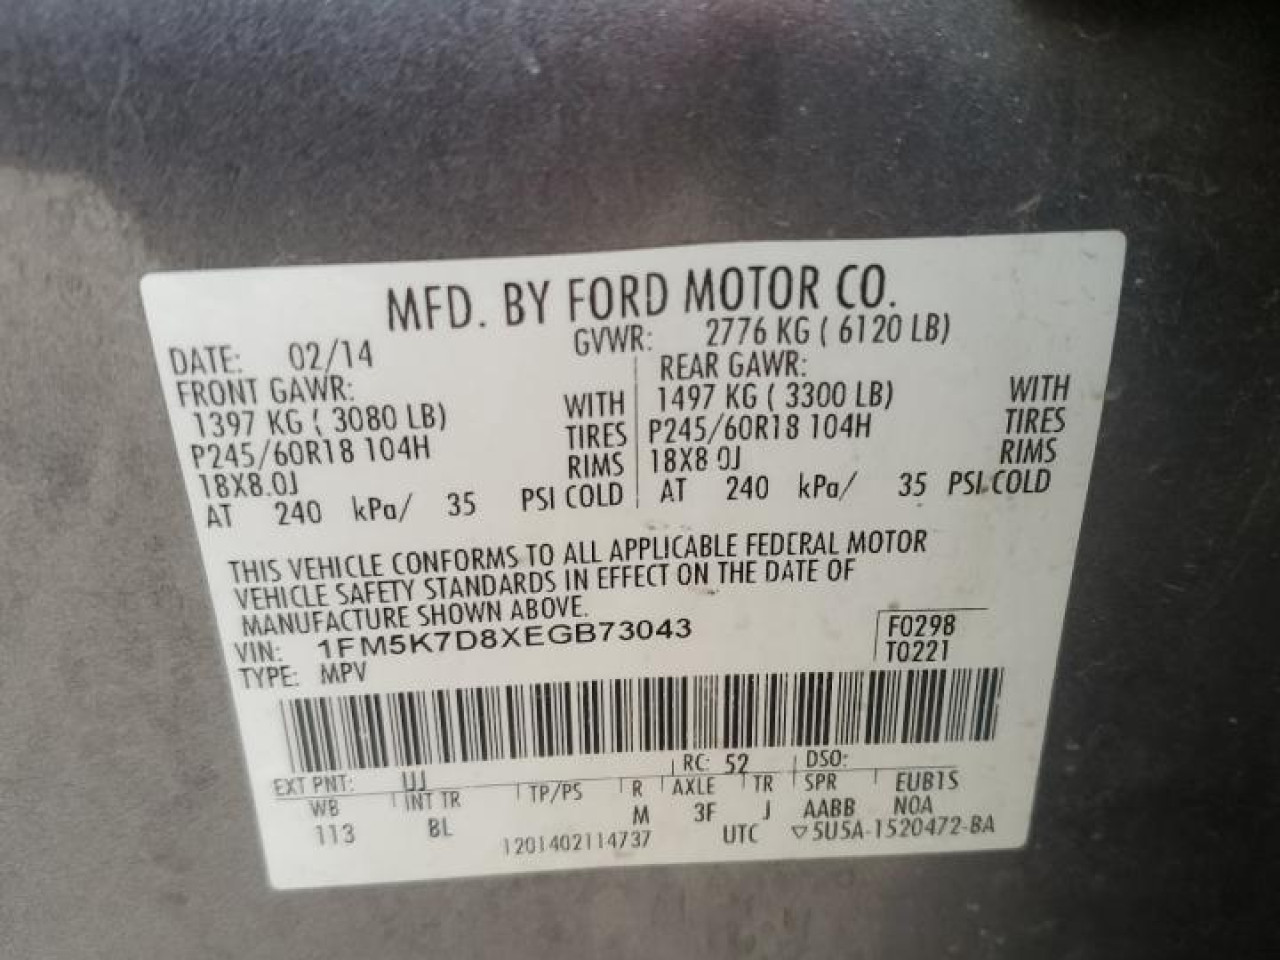 MFD. BY FORD MOTOR CO.
DATE: 02/14 GVWR: 2776 KG ( 6120 LB)
FRONT GAWR: REAR GAWR:
1397 KG ( 3080 LB) WITH 1497 KG ( 3300 LB) WITH
P245/60R18 104H TIRES P245/60R18 104H TIRES
18X8.0J RIMS 18X8.0J RIMS
AT 240 kPa/ 35 PSI COLD AT 240 kPa/ 35 PSI COLD
THIS VEHICLE CONFORMS TO ALL APPLICABLE FEDERAL MOTOR
VEHICLE SAFETY STANDARDS IN EFFECT ON THE DATE OF
MANUFACTURE SHOWN ABOVE.
VIN: 1FM5K7D8XEGB73043 F0298
TYPE: MPV T0221
EXT PNT: UJ RC: 52 DSO:
WB INT TR TP/PS R AXLE TR SPR EUB1S
113 BL M 3F J AABB NOA
1201402114737 UTC ▽5U5A-1520472-BA